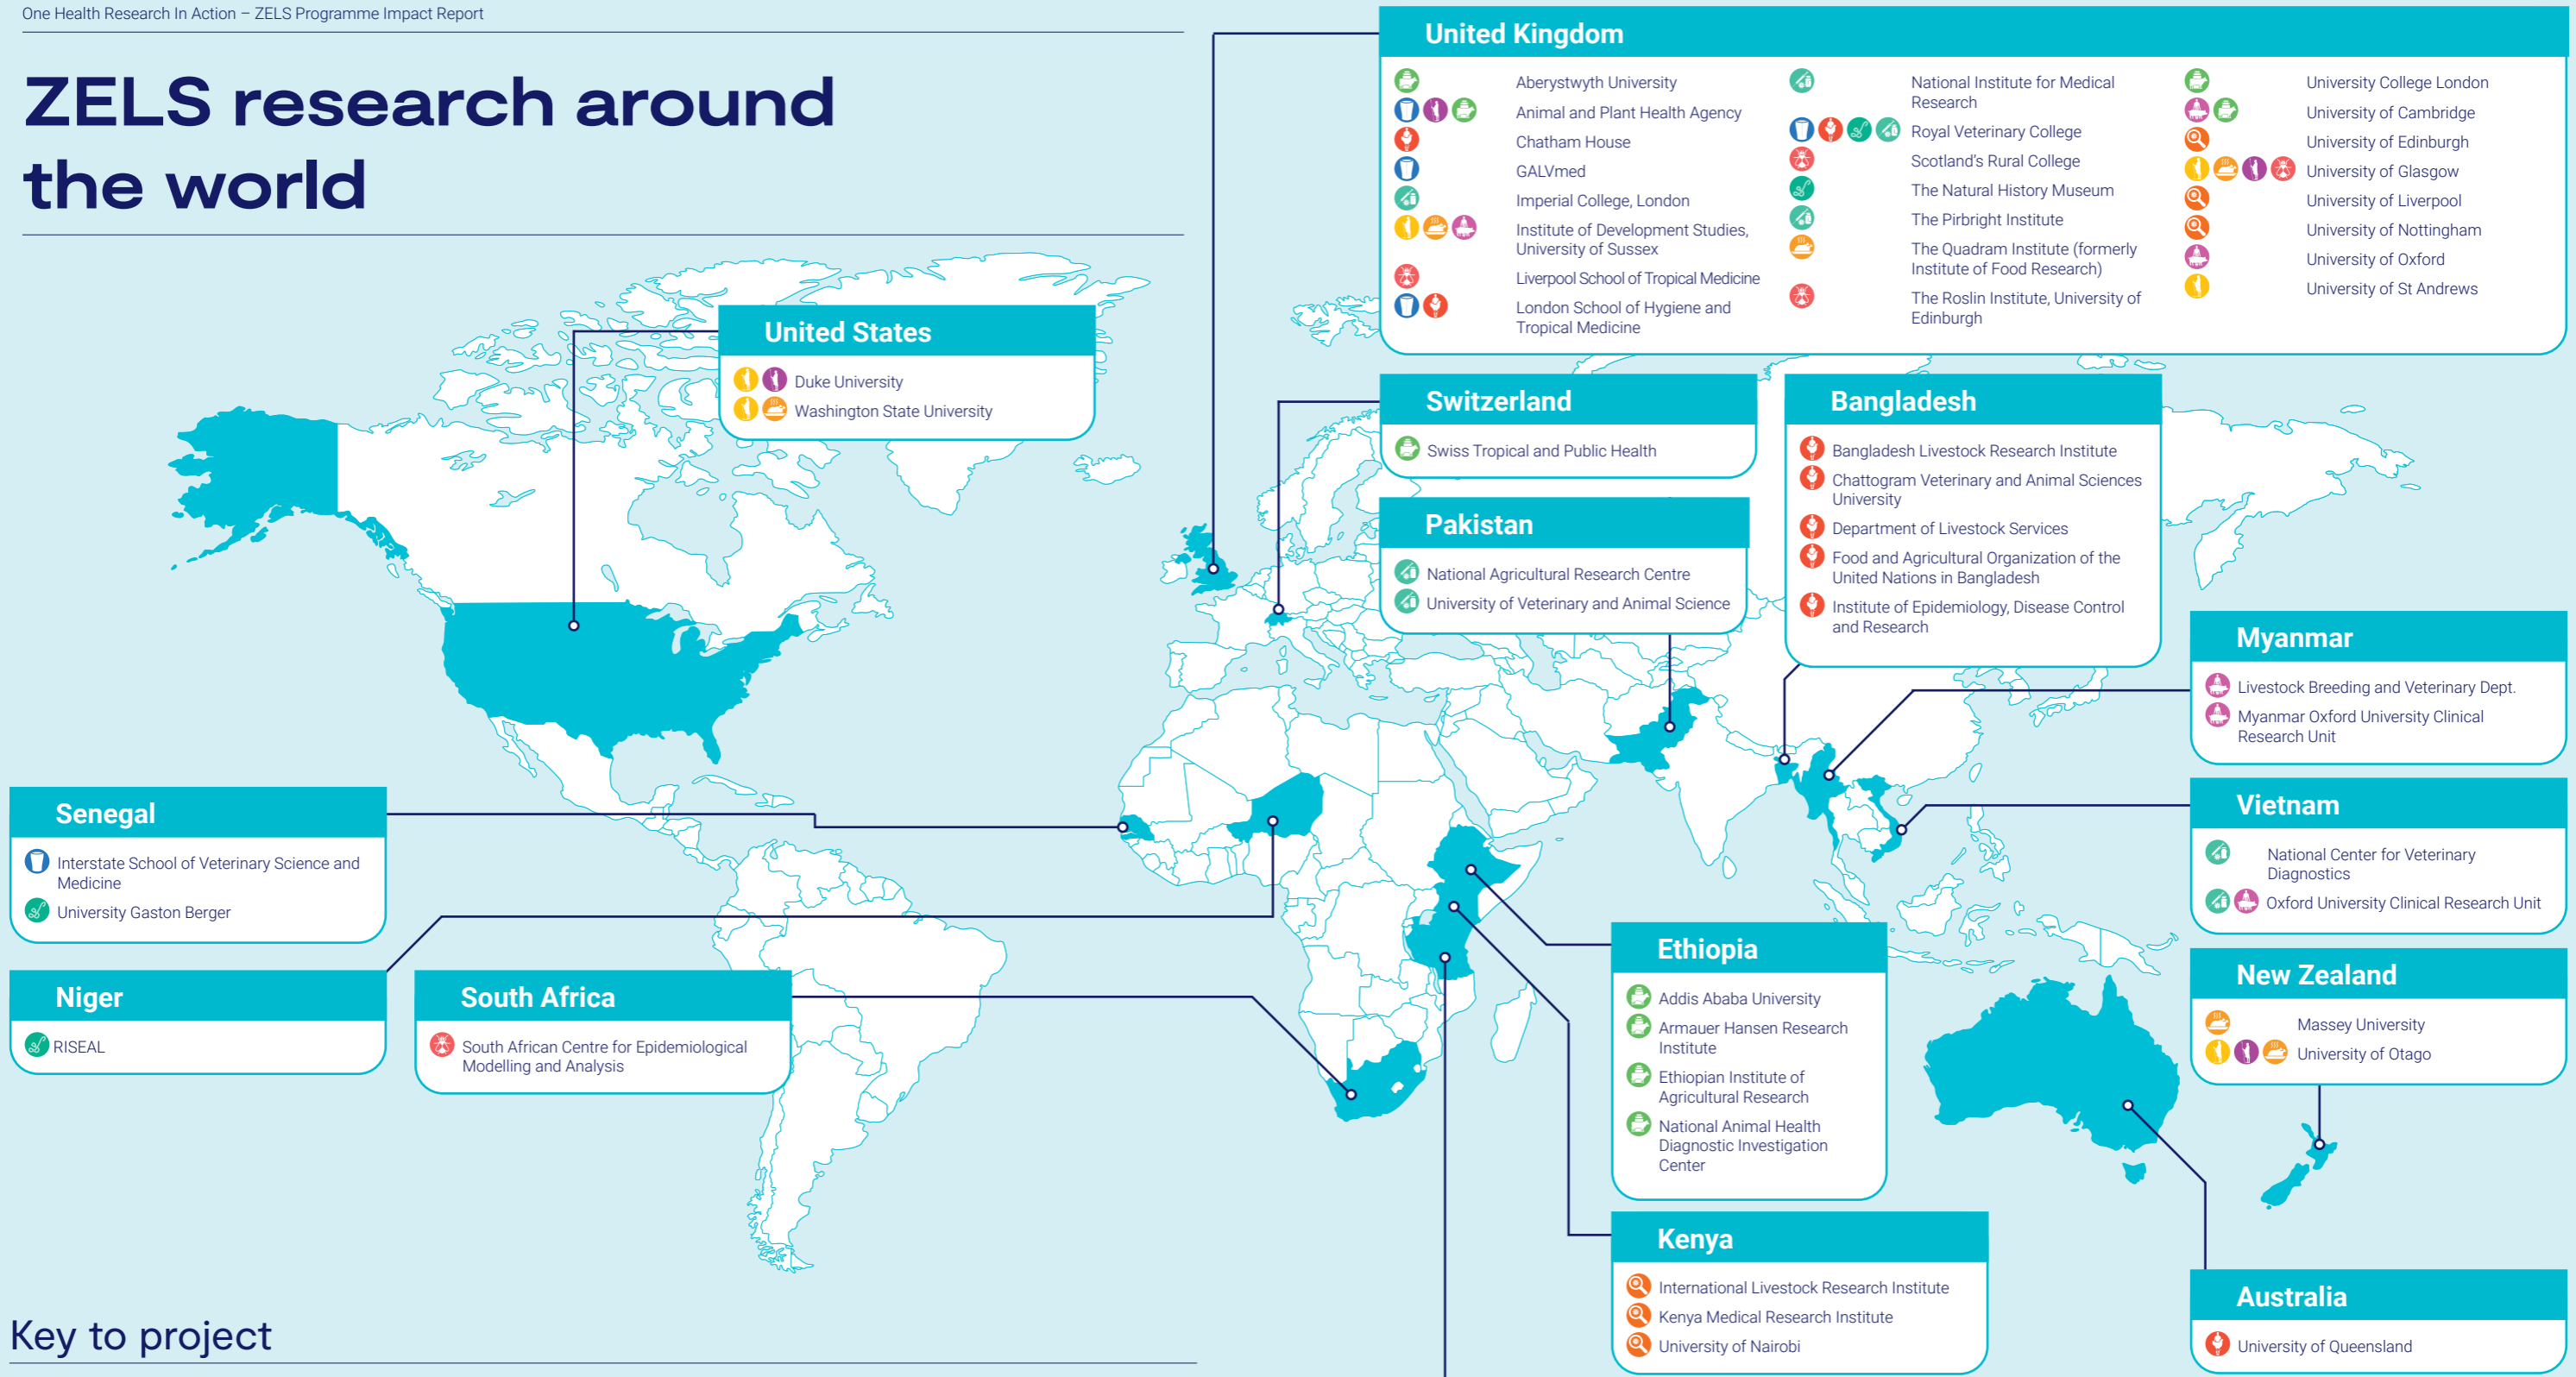 One Health Research In Action – ZELS Programme Impact Report
ZELS research around
the world
United Kingdom
Aberystwyth University
Animal and Plant Health Agency
Chatham House
GALVmed
Imperial College, London
Institute of Development Studies,
University of Sussex
Liverpool School of Tropical Medicine
London School of Hygiene and
Tropical Medicine
National Institute for Medical
Research
Royal Veterinary College
Scotland's Rural College
The Natural History Museum
The Pirbright Institute
The Quadram Institute (formerly
Institute of Food Research)
The Roslin Institute, University of
Edinburgh
University College London
University of Cambridge
University of Edinburgh
University of Glasgow
University of Liverpool
University of Nottingham
University of Oxford
University of St Andrews
United States
Duke University
Washington State University
Switzerland
Swiss Tropical and Public Health
Bangladesh
Bangladesh Livestock Research Institute
Chattogram Veterinary and Animal Sciences
University
Department of Livestock Services
Food and Agricultural Organization of the
United Nations in Bangladesh
Institute of Epidemiology, Disease Control
and Research
Pakistan
National Agricultural Research Centre
University of Veterinary and Animal Science
Myanmar
Livestock Breeding and Veterinary Dept.
Myanmar Oxford University Clinical
Research Unit
Senegal
Interstate School of Veterinary Science and
Medicine
University Gaston Berger
Vietnam
National Center for Veterinary
Diagnostics
Oxford University Clinical Research Unit
Niger
RISEAL
South Africa
South African Centre for Epidemiological
Modelling and Analysis
Ethiopia
Addis Ababa University
Armauer Hansen Research
Institute
Ethiopian Institute of
Agricultural Research
National Animal Health
Diagnostic Investigation
Center
New Zealand
Massey University
University of Otago
Kenya
International Livestock Research Institute
Kenya Medical Research Institute
University of Nairobi
Australia
University of Queensland
Key to project